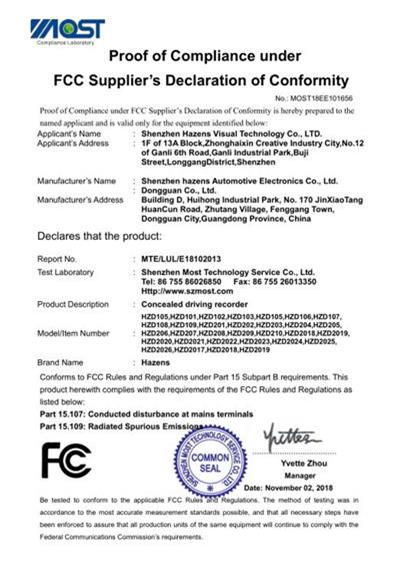 MOST
Compliance Laboratory
Proof of Compliance under
FCC Supplier's Declaration of Conformity
No.: MOST18EE101656
Proof of Compliance under FCC Supplier's Declaration of Conformity is hereby prepared to the
named applicant and is valid only for the equipment identified below:
Applicant's Name : Shenzhen Hazens Visual Technology Co., LTD.
Applicant's Address : 1F of 13A Block,Zhonghaixin Creative Industry City,No.12
of Ganli 6th Road,Ganli Industrial Park,Buji
Street,LonggangDistrict,Shenzhen
Manufacturer's Name : Shenzhen hazens Automotive Electronics Co., Ltd.
: Dongguan Co., Ltd.
Manufacturer's Address : Building D, Huihong Industrial Park, No. 170 JinXiaoTang
HuanCun Road, Zhutang Village, Fenggang Town,
Dongguan City,Guangdong Province, China
Declares that the product:
Report No. : MTE/LUL/E18102013
Test Laboratory : Shenzhen Most Technology Service Co., Ltd.
Tel: 86 755 86026850 Fax: 86 755 26013350
Http://www.szmost.com
Product Description : Concealed driving recorder
HZD105,HZD101,HZD102,HZD103,HZD105,HZD106,HZD107,
HZD108,HZD109,HZD201,HZD202,HZD203,HZD204,HZD205,
Model/Item Number : HZD206,HZD207,HZD208,HZD209,HZD210,HZD2018,HZD2019,
HZD2020,HZD2021,HZD2022,HZD2023,HZD2024,HZD2025,
HZD2026,HZD2017,HZD2018,HZD2019
Brand Name : Hazens
Conforms to FCC Rules and Regulations under Part 15 Subpart B requirements. This
product herewith complies with the requirements of the FCC Rules and Regulations as
listed below:
Part 15.107: Conducted disturbance at mains terminals
Part 15.109: Radiated Spurious Emissions
FC
SHENZHEN MOST TECHNOLOGY SERVICE CO., LTD
COMMON
SEAL
Yvette
Yvette Zhou
Manager
Date: November 02, 2018
Be tested to conform to the applicable FCC Rules and Regulations. The method of testing was in
accordance to the most accurate measurement standards possible, and that all necessary steps have
been enforced to assure that all production units of the same equipment will continue to comply with the
Federal Communications Commission's requirements.